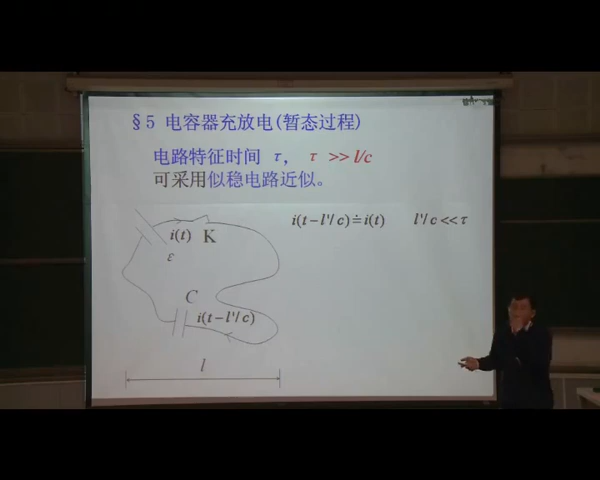 §5 电容器充放电(暂态过程)
电路特征时间 τ, τ >> l/c
可采用似稳电路近似。
i(t-l'/c)≐i(t) l'/c<<τ
i(t) K
ε
C
i(t-l'/c)
l